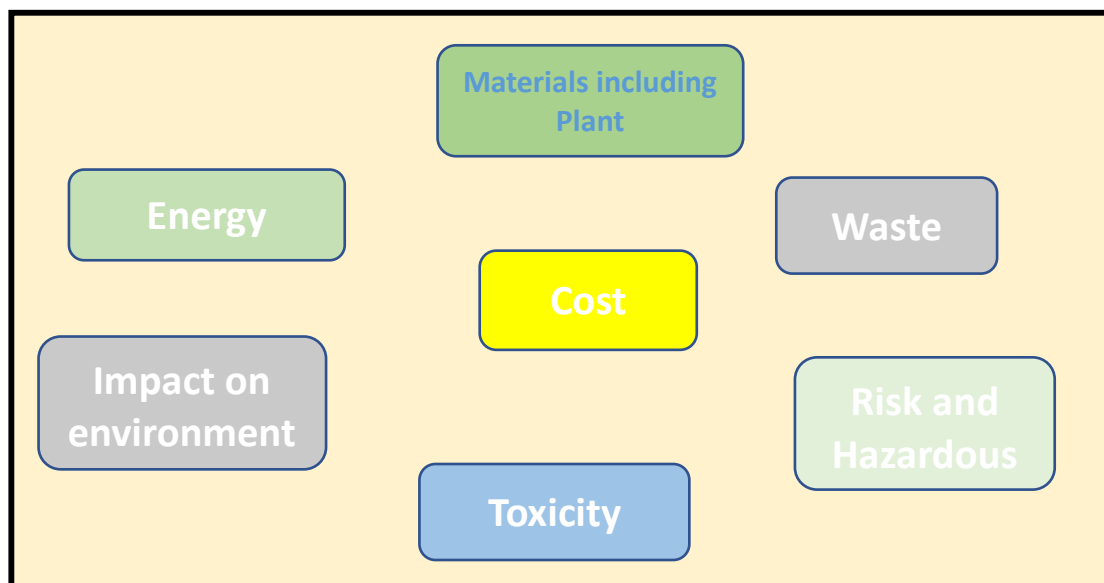 Materials including
Plant
Energy
Waste
Cost
Impact on
environment
Risk and
Hazardous
Toxicity